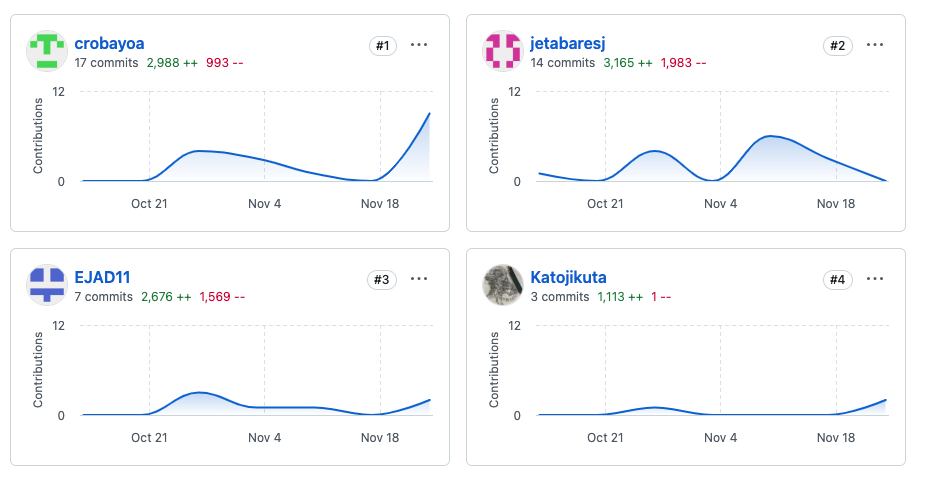 crobayoa #1 ...
17 commits 2,988 ++ 993 --
12
Contributions
0
Oct 21 Nov 4 Nov 18
jetabaresj #2 ...
14 commits 3,165 ++ 1,983 --
12
Contributions
0
Oct 21 Nov 4 Nov 18
EJAD11 #3 ...
7 commits 2,676 ++ 1,569 --
12
Contributions
0
Oct 21 Nov 4 Nov 18
Katojikuta #4 ...
3 commits 1,113 ++ 1 --
12
Contributions
0
Oct 21 Nov 4 Nov 18